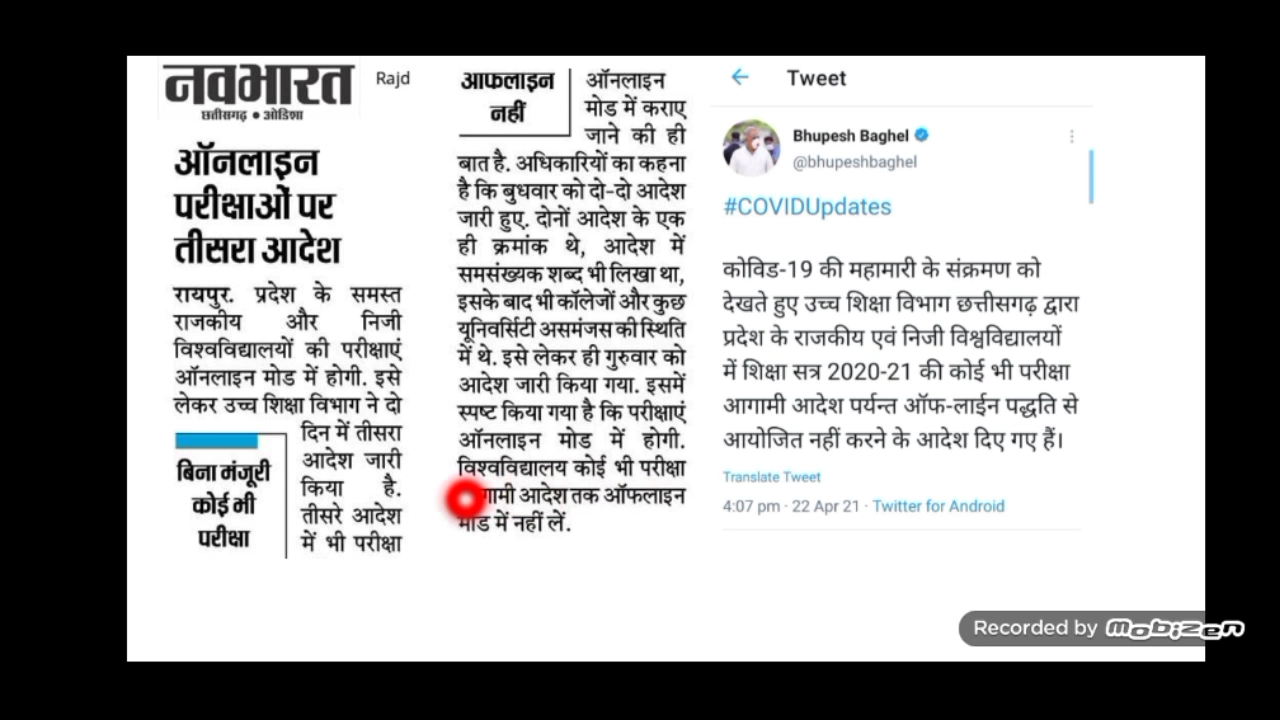 नवभारत
छत्तीसगढ़ • ओडिशा
Rajd
ऑनलाइन
परीक्षाओं पर
तीसरा आदेश
रायपुर. प्रदेश के समस्त
राजकीय और निजी
विश्वविद्यालयों की परीक्षाएं
ऑनलाइन मोड में होगी. इसे
लेकर उच्च शिक्षा विभाग ने दो
दिन में तीसरा
आदेश जारी
किया है.
तीसरे आदेश
में भी परीक्षा
बिना मंजूरी
कोई भी
परीक्षा
आफलाइन
नहीं
ऑनलाइन
मोड में कराए
जाने की ही
बात है. अधिकारियों का कहना
है कि बुधवार को दो-दो आदेश
जारी हुए. दोनों आदेश के एक
ही क्रमांक थे, आदेश में
समसंख्यक शब्द भी लिखा था,
इसके बाद भी कॉलेजों और कुछ
यूनिवर्सिटी असमंजस की स्थिति
में थे. इसे लेकर ही गुरुवार को
आदेश जारी किया गया. इसमें
स्पष्ट किया गया है कि परीक्षाएं
ऑनलाइन मोड में होगी.
विश्वविद्यालय कोई भी परीक्षा
आदेश तक ऑफलाइन
मोड में नहीं लें.
Tweet
Bhupesh Baghel
@bhupeshbaghel
#COVIDUpdates
कोविड-19 की महामारी के संक्रमण को
देखते हुए उच्च शिक्षा विभाग छत्तीसगढ़ द्वारा
प्रदेश के राजकीय एवं निजी विश्वविद्यालयों
में शिक्षा सत्र 2020-21 की कोई भी परीक्षा
आगामी आदेश पर्यन्त ऑफ-लाईन पद्धति से
आयोजित नहीं करने के आदेश दिए गए हैं।
Translate Tweet
4:07 pm · 22 Apr 21 · Twitter for Android
Recorded by Mobizen